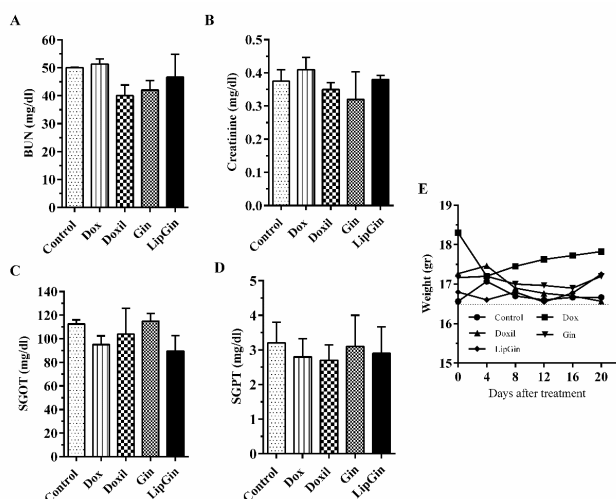 A
BUN (mg/dl)
60
50
40
30
20
10
0
Control
Dox
Doxil
Gin
LipGin
B
Creatinine (mg/dl)
0.5
0.4
0.3
0.2
0.1
0.0
Control
Dox
Doxil
Gin
LipGin
C
SGOT (mg/dl)
140
120
100
80
60
40
20
0
Control
Dox
Doxil
Gin
LipGin
D
SGPT (mg/dl)
6
5
4
3
2
1
0
Control
Dox
Doxil
Gin
LipGin
E
Weight (gr)
19
18
17
16
15
Control
Dox
Doxil
Gin
LipGin
0 4 8 12 16 20
Days after treatment